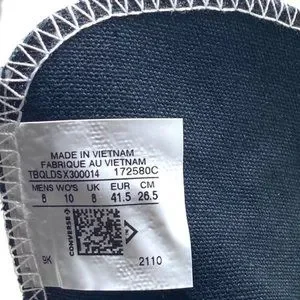 MADE IN VIETNAM
FABRIQUE AU VIETNAM
TBQLDSX300014 172580C
MENS WO'S UK EUR CM
8 10 8 41.5 26.5
CONVERSE
9K 2110